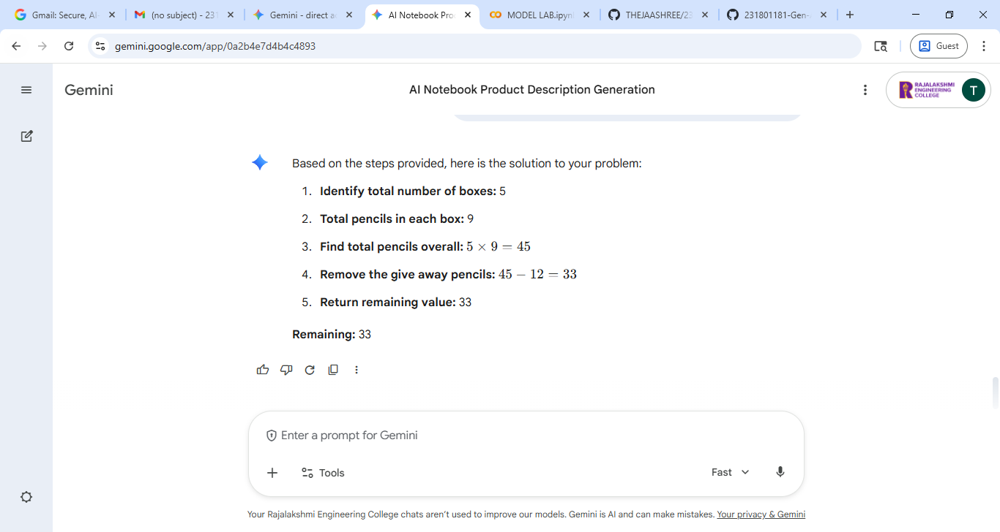 Gmail: Secure, AI-
(no subject) - 231
Gemini - direct a
AI Notebook Pro
MODEL LAB.ipyn
THEJAASHREE/23
231801181-Gen-
gemini.google.com/app/0a2b4e7d4b4c4893
Guest
Gemini
AI Notebook Product Description Generation
RAJALAKSHMI
ENGINEERING
COLLEGE
T
Based on the steps provided, here is the solution to your problem:
1. Identify total number of boxes: 5
2. Total pencils in each box: 9
3. Find total pencils overall: 5 × 9 = 45
4. Remove the give away pencils: 45 − 12 = 33
5. Return remaining value: 33
Remaining: 33
Enter a prompt for Gemini
Tools
Fast
Your Rajalakshmi Engineering College chats aren’t used to improve our models. Gemini is AI and can make mistakes. Your privacy & Gemini